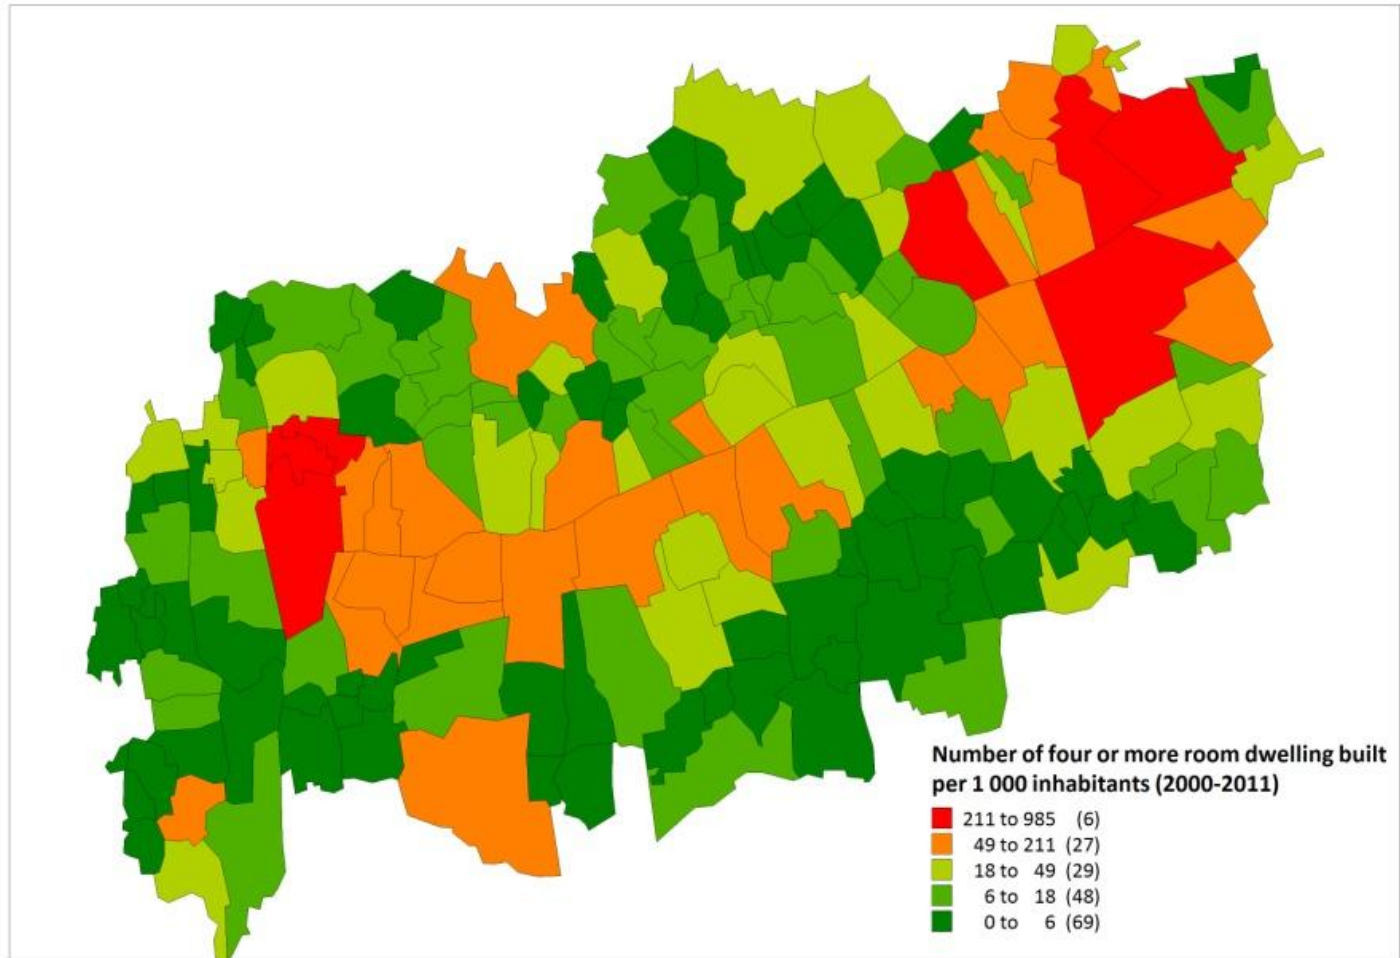 Number of four or more room dwelling built
per 1 000 inhabitants (2000-2011)
211 to 985 (6)
49 to 211 (27)
18 to 49 (29)
6 to 18 (48)
0 to 6 (69)